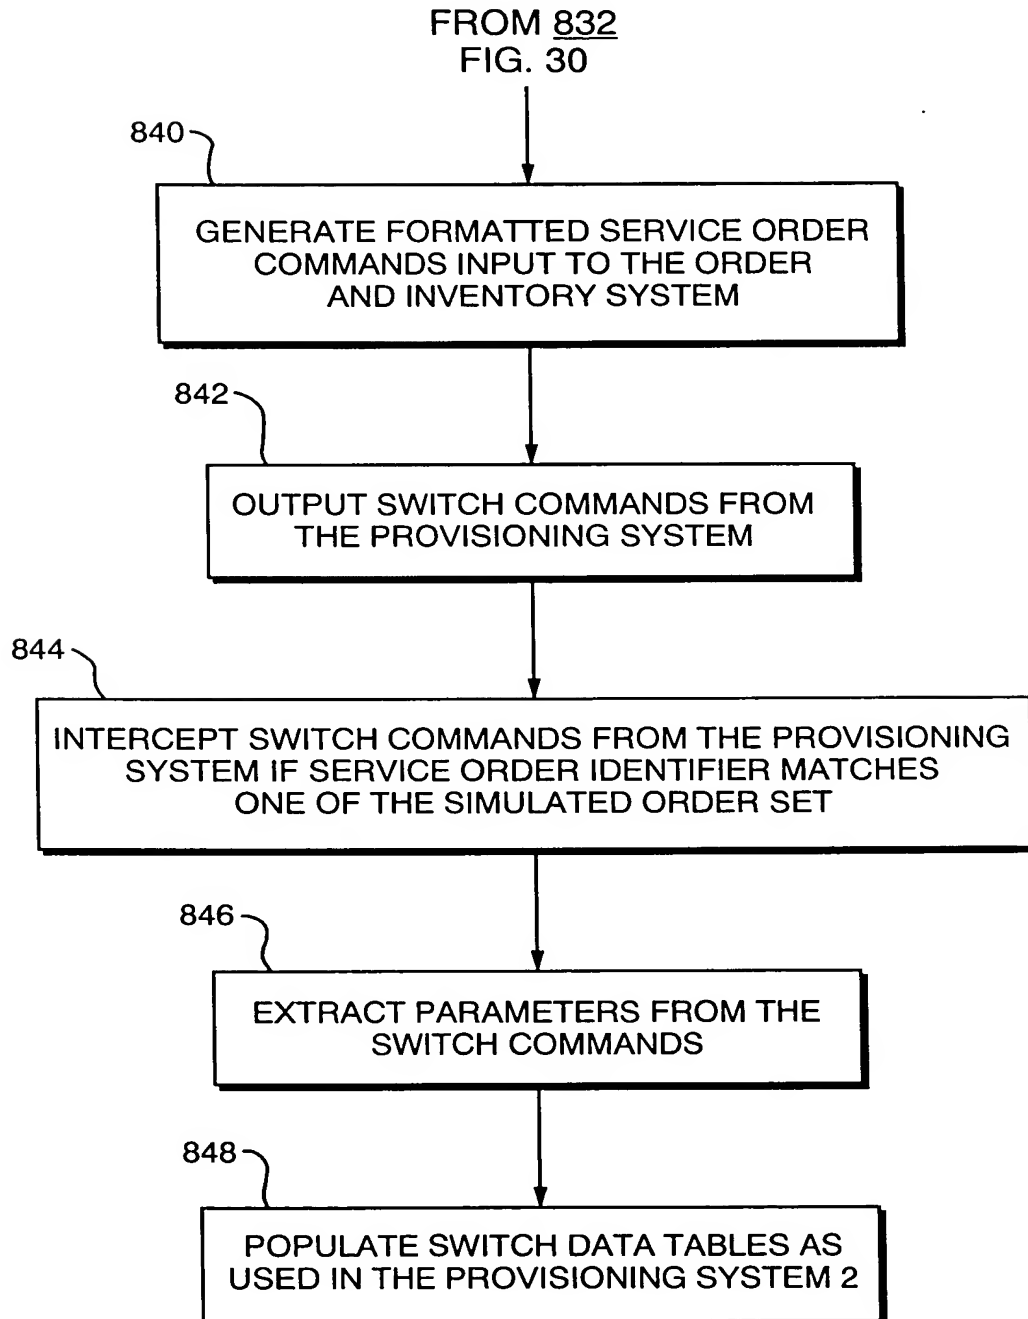 FROM 832
FIG. 30
840
GENERATE FORMATTED SERVICE ORDER
COMMANDS INPUT TO THE ORDER
AND INVENTORY SYSTEM
842
OUTPUT SWITCH COMMANDS FROM
THE PROVISIONING SYSTEM
844
INTERCEPT SWITCH COMMANDS FROM THE PROVISIONING
SYSTEM IF SERVICE ORDER IDENTIFIER MATCHES
ONE OF THE SIMULATED ORDER SET
846
EXTRACT PARAMETERS FROM THE
SWITCH COMMANDS
848
POPULATE SWITCH DATA TABLES AS
USED IN THE PROVISIONING SYSTEM 2